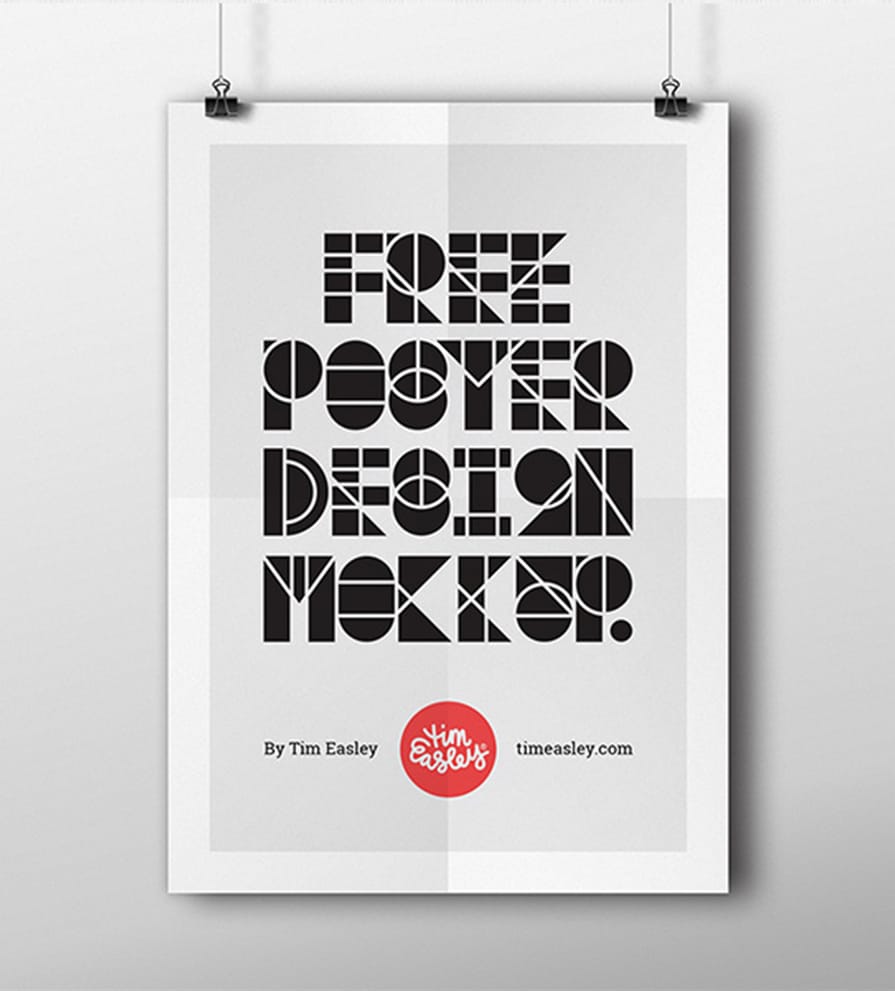 FREE
POSTER
DESIGN
MOCKUP.
By Tim Easley
Tim
Easley®
timeasley.com